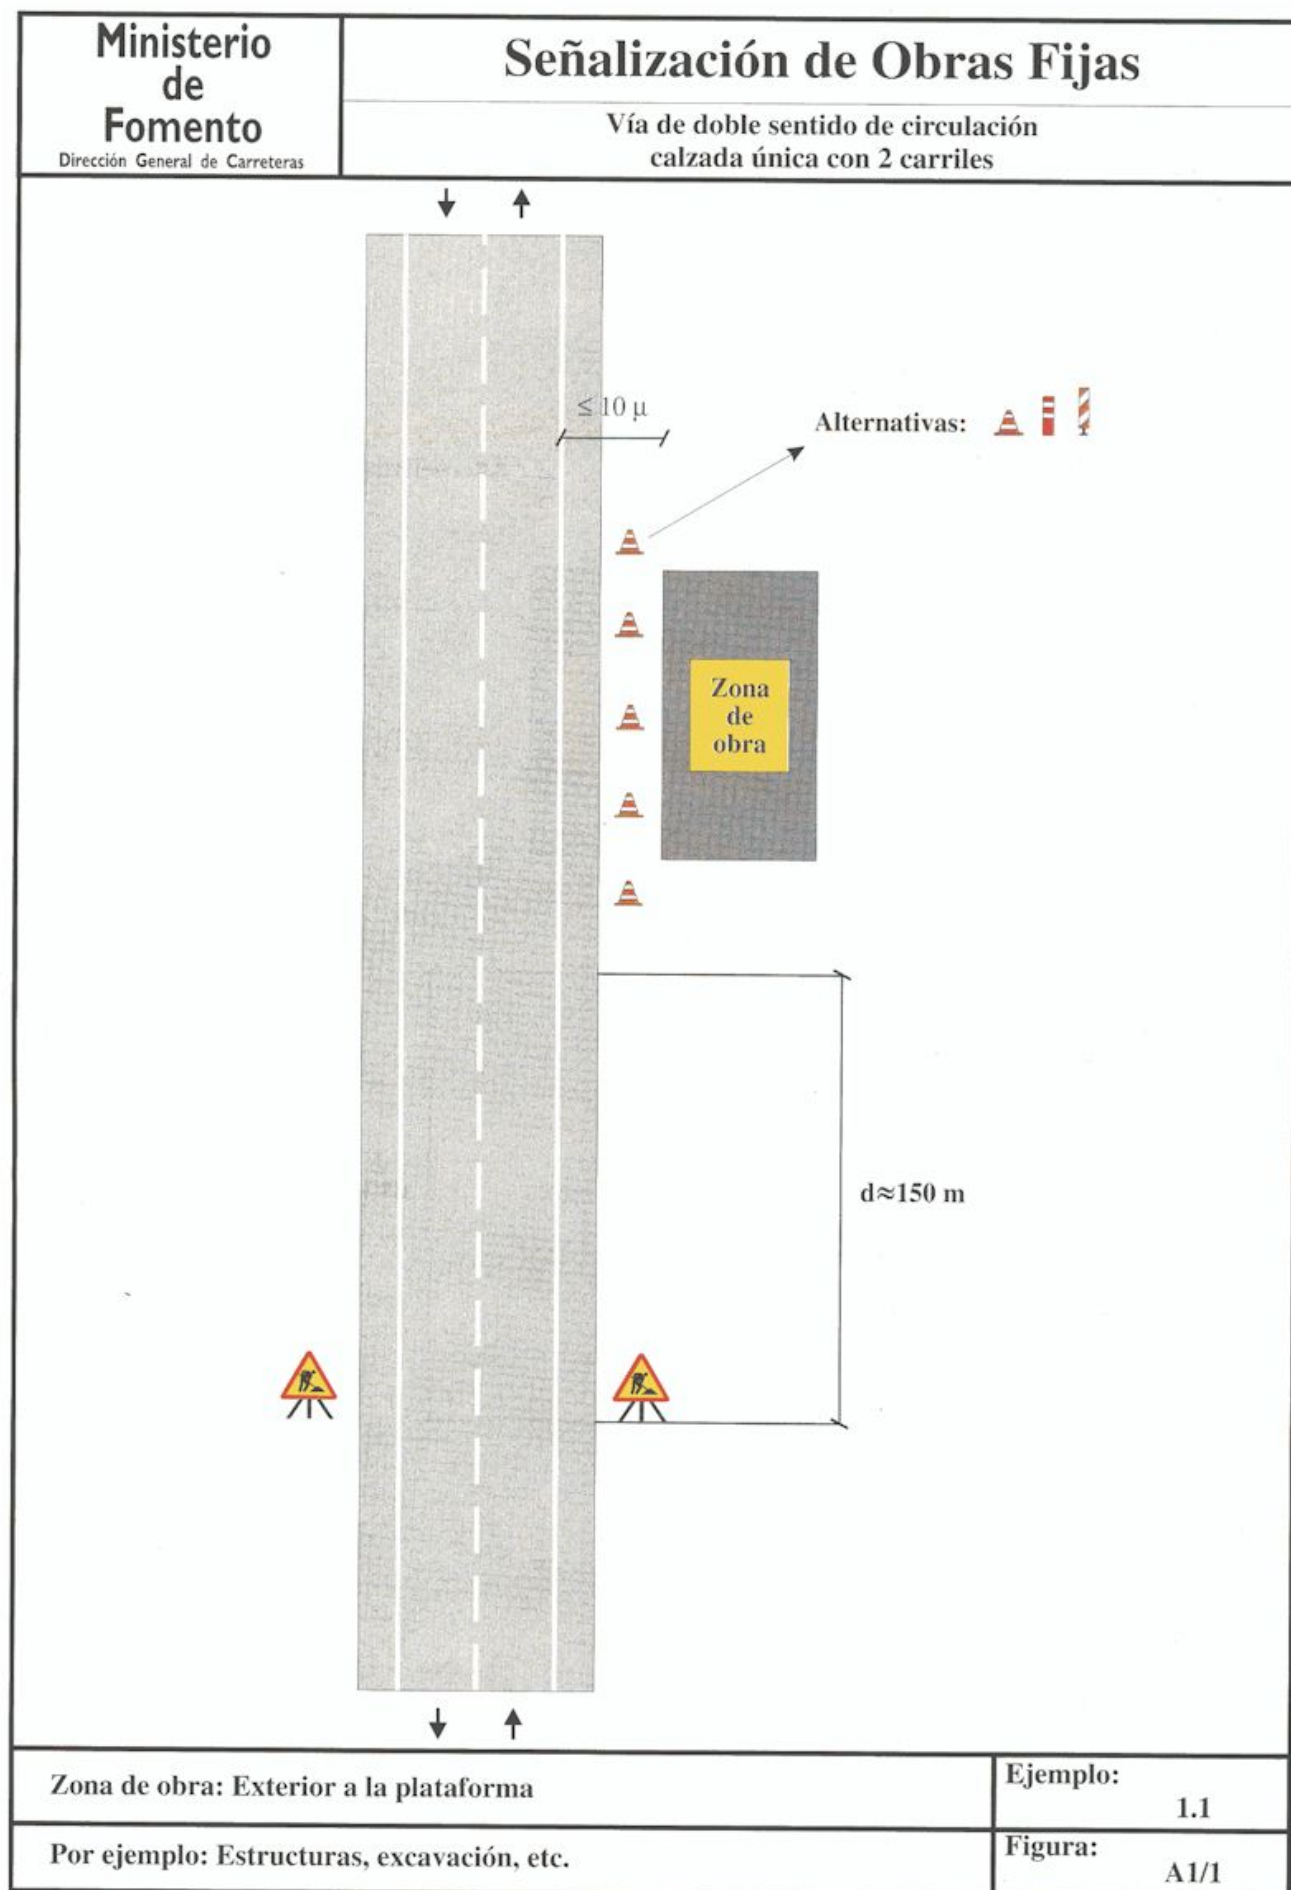 Ministerio
de
Fomento
Dirección General de Carreteras
Señalización de Obras Fijas
Vía de doble sentido de circulación
calzada única con 2 carriles
≤ 10 μ
Alternativas:
Zona
de
obra
d≈150 m
Zona de obra: Exterior a la plataforma
Ejemplo:
1.1
Por ejemplo: Estructuras, excavación, etc.
Figura:
A1/1